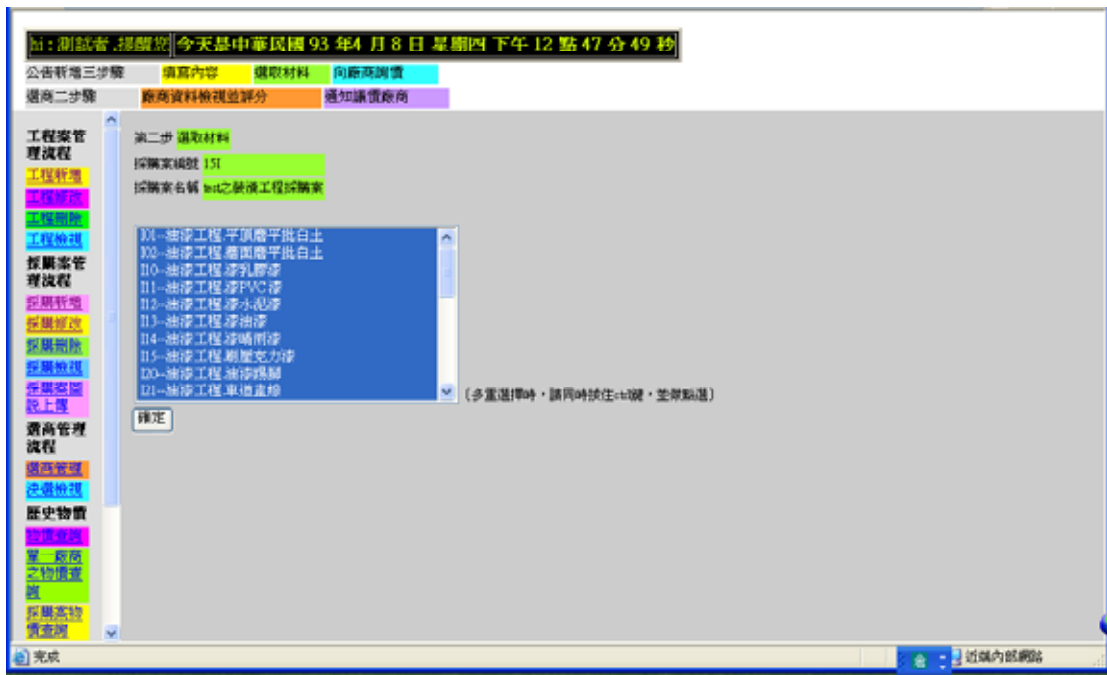 hi : 測試者 ,提醒您 今天是中華民國 93 年4 月 8 日 星期四 下午 12 點 47 分 49 秒
公告新增三步驟 填寫內容 選取材料 向廠商詢價
選商二步驟 廠商資料檢視並評分 通知議價廠商
工程案管
理流程
工程新增
工程修改
工程刪除
工程檢視
採購案管
理流程
採購新增
採購修改
採購刪除
採購檢視
採購案圖
說上傳
選商管理
流程
選商管理
決選檢視
歷史物價
物價查詢
單一廠商
之物價查
詢
採購案物
價查詢
第二步 選取材料
採購案編號 151
採購案名稱 test之裝潢工程採購案
I01--油漆工程.平頂磨平批白土
I02--油漆工程.牆面磨平批白土
I10--油漆工程.漆乳膠漆
I11--油漆工程.漆PVC漆
I12--油漆工程.漆水泥漆
I13--油漆工程.漆油漆
I14--油漆工程.漆晴雨漆
I15--油漆工程.刷壓克力漆
I20--油漆工程.油漆踢腳
I21--油漆工程.車道畫線
(多重選擇時，請同時按住ctrl鍵，並做點選)
確定
完成
近端內部網路